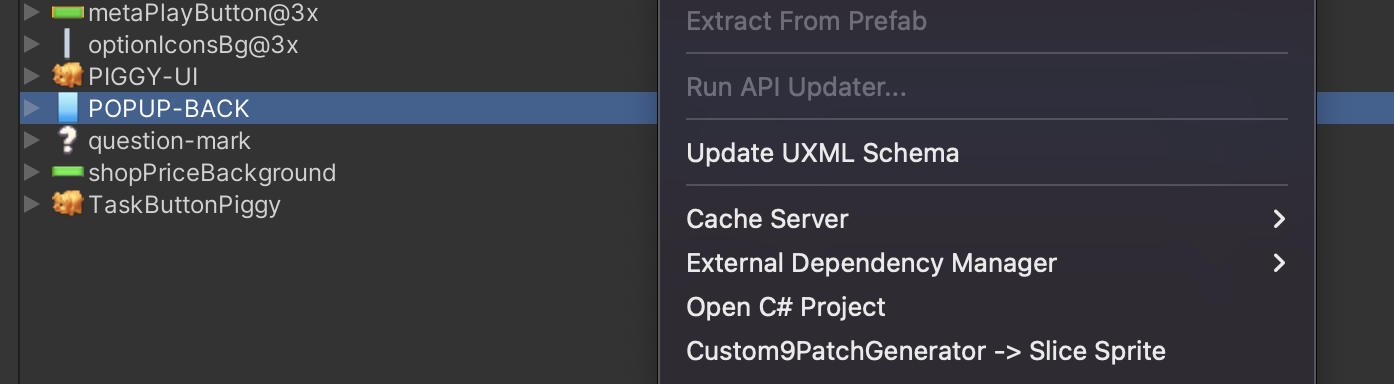 metaPlayButton@3x
optionIconsBg@3x
PIGGY-UI
POPUP-BACK
question-mark
shopPriceBackground
TaskButtonPiggy
Extract From Prefab
Run API Updater...
Update UXML Schema
Cache Server
External Dependency Manager
Open C# Project
Custom9PatchGenerator -> Slice Sprite